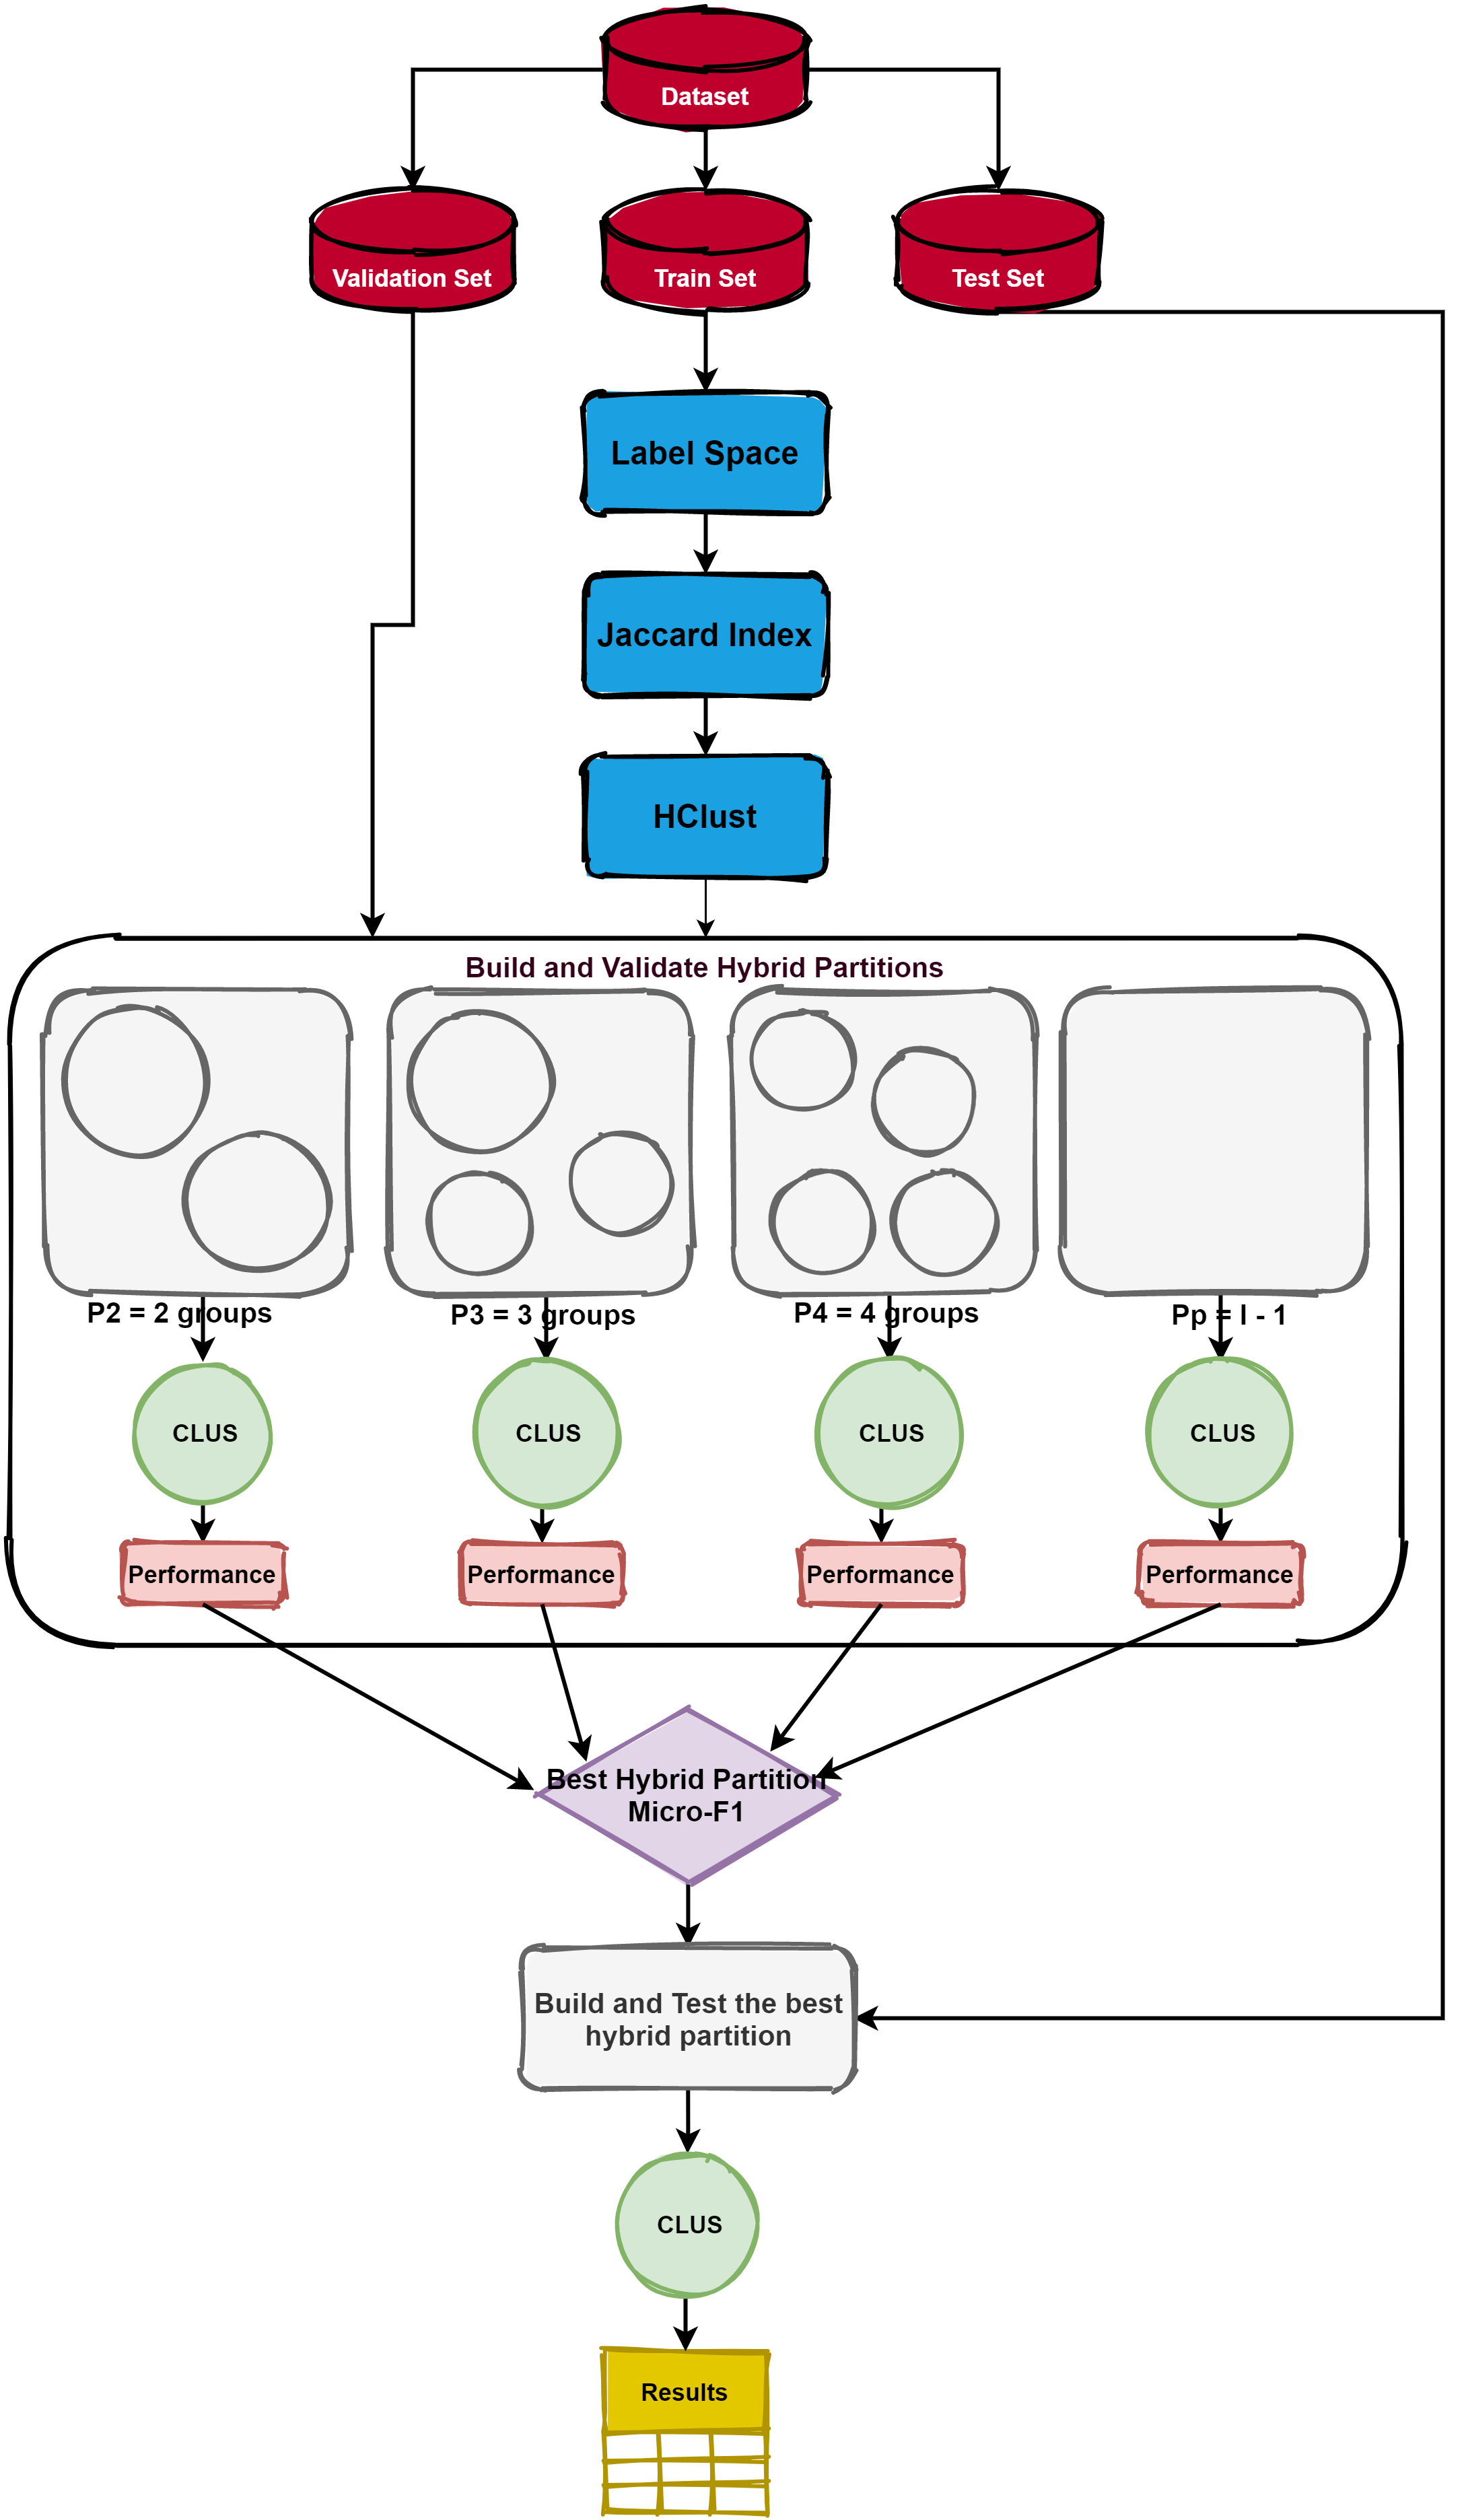 Dataset
Validation Set
Train Set
Test Set
Label Space
Jaccard Index
HClust
Build and Validate Hybrid Partitions
P2 = 2 groups
P3 = 3 groups
P4 = 4 groups
Pp = l - 1
CLUS
CLUS
CLUS
CLUS
Performance
Performance
Performance
Performance
Best Hybrid Partition
Micro-F1
Build and Test the best
hybrid partition
CLUS
Results